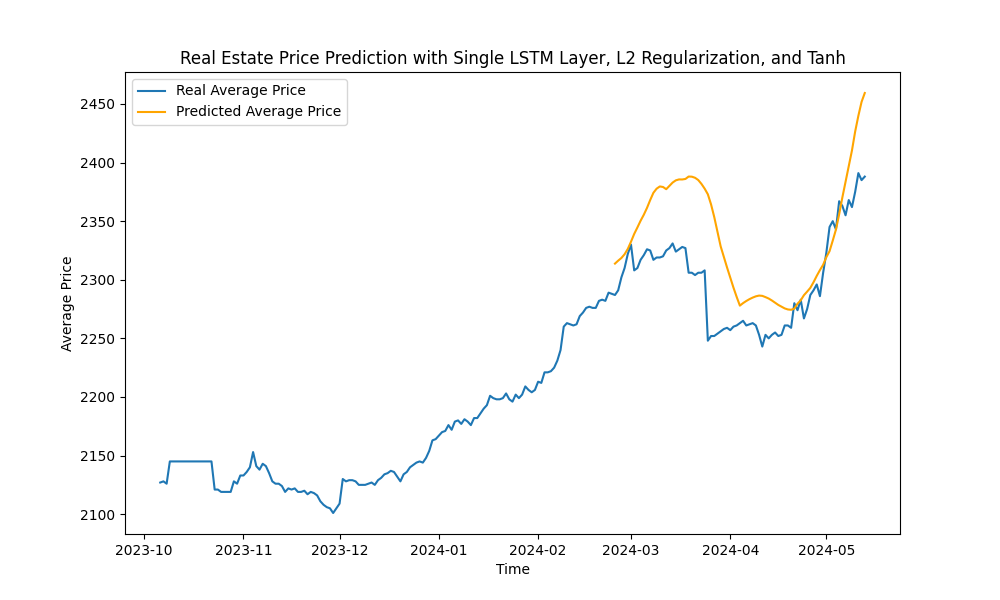 Real Estate Price Prediction with Single LSTM Layer, L2 Regularization, and Tanh
Real Average Price
Predicted Average Price
2450
2400
2350
2300
2250
2200
2150
2100
Average Price
2023-10 2023-11 2023-12 2024-01 2024-02 2024-03 2024-04 2024-05
Time